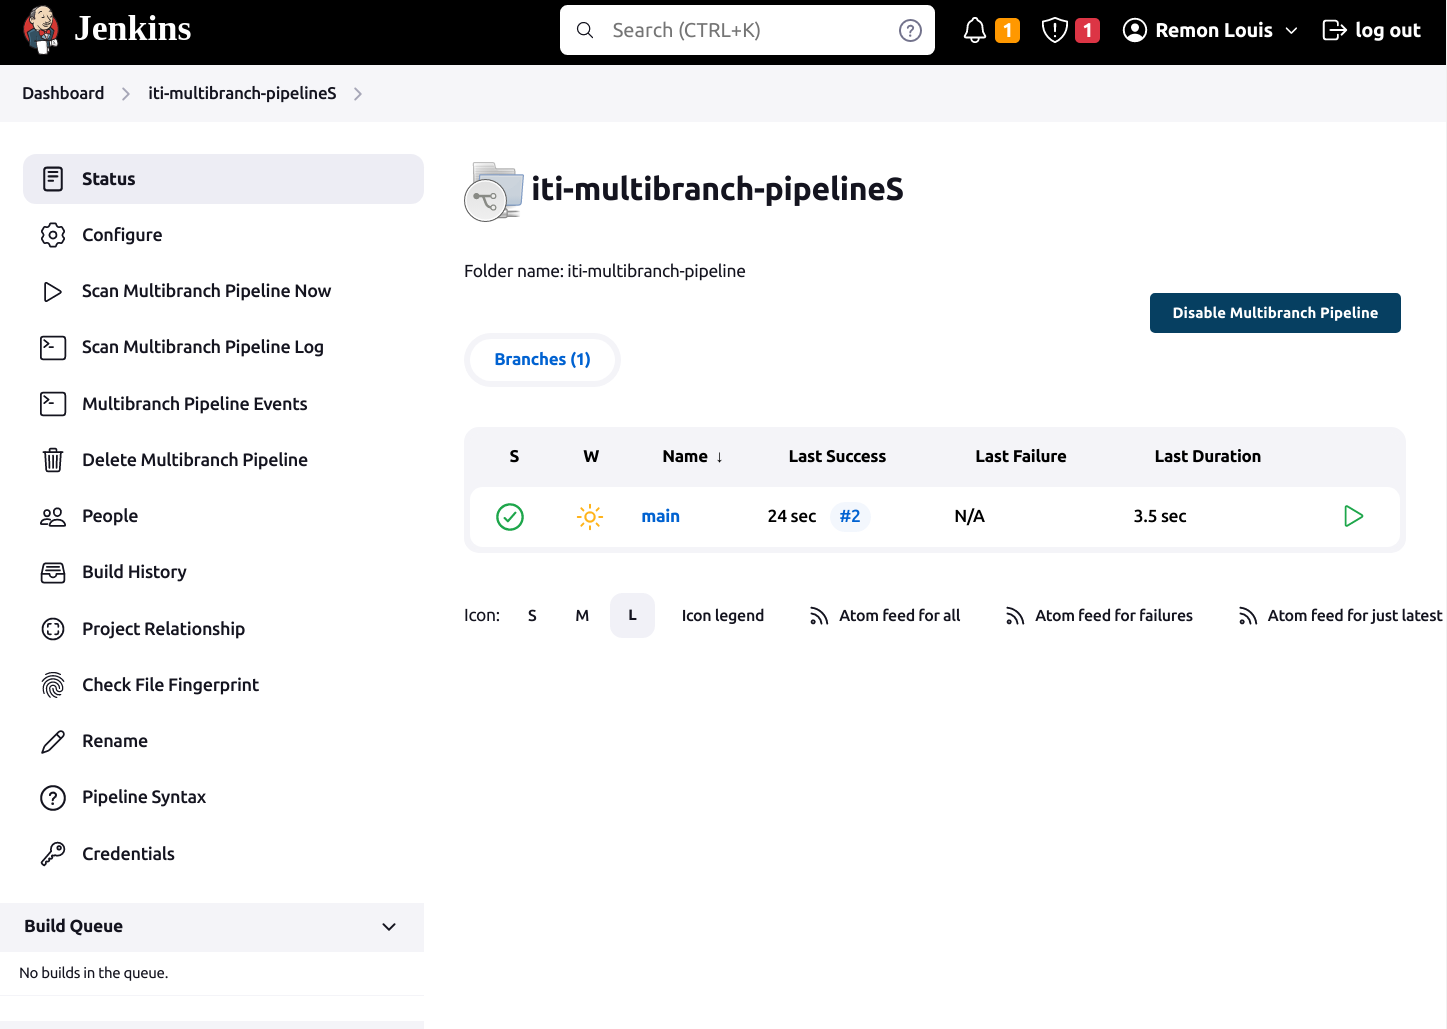 Jenkins
Search (CTRL+K)
1
1
Remon Louis
log out
Dashboard
iti-multibranch-pipelineS
Status
Configure
Scan Multibranch Pipeline Now
Scan Multibranch Pipeline Log
Multibranch Pipeline Events
Delete Multibranch Pipeline
People
Build History
Project Relationship
Check File Fingerprint
Rename
Pipeline Syntax
Credentials
Build Queue
No builds in the queue.
iti-multibranch-pipelineS
Folder name: iti-multibranch-pipeline
Disable Multibranch Pipeline
Branches (1)
S W Name ↓ Last Success Last Failure Last Duration
main 24 sec #2 N/A 3.5 sec
Icon: S M L Icon legend Atom feed for all Atom feed for failures Atom feed for just latest